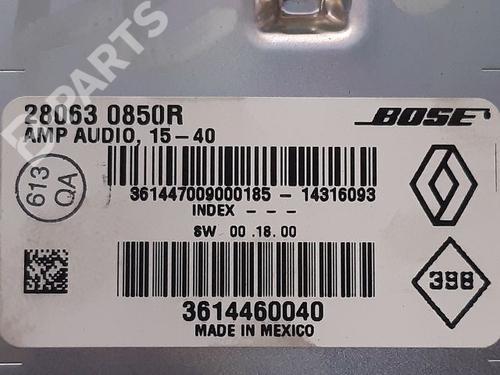 28063 0850R
BOSE
AMP AUDIO, 15-40
613
QA
361447009000185 - 14316093
INDEX - - -
SW 00 .18. 00
398
3614460040
MADE IN MEXICO